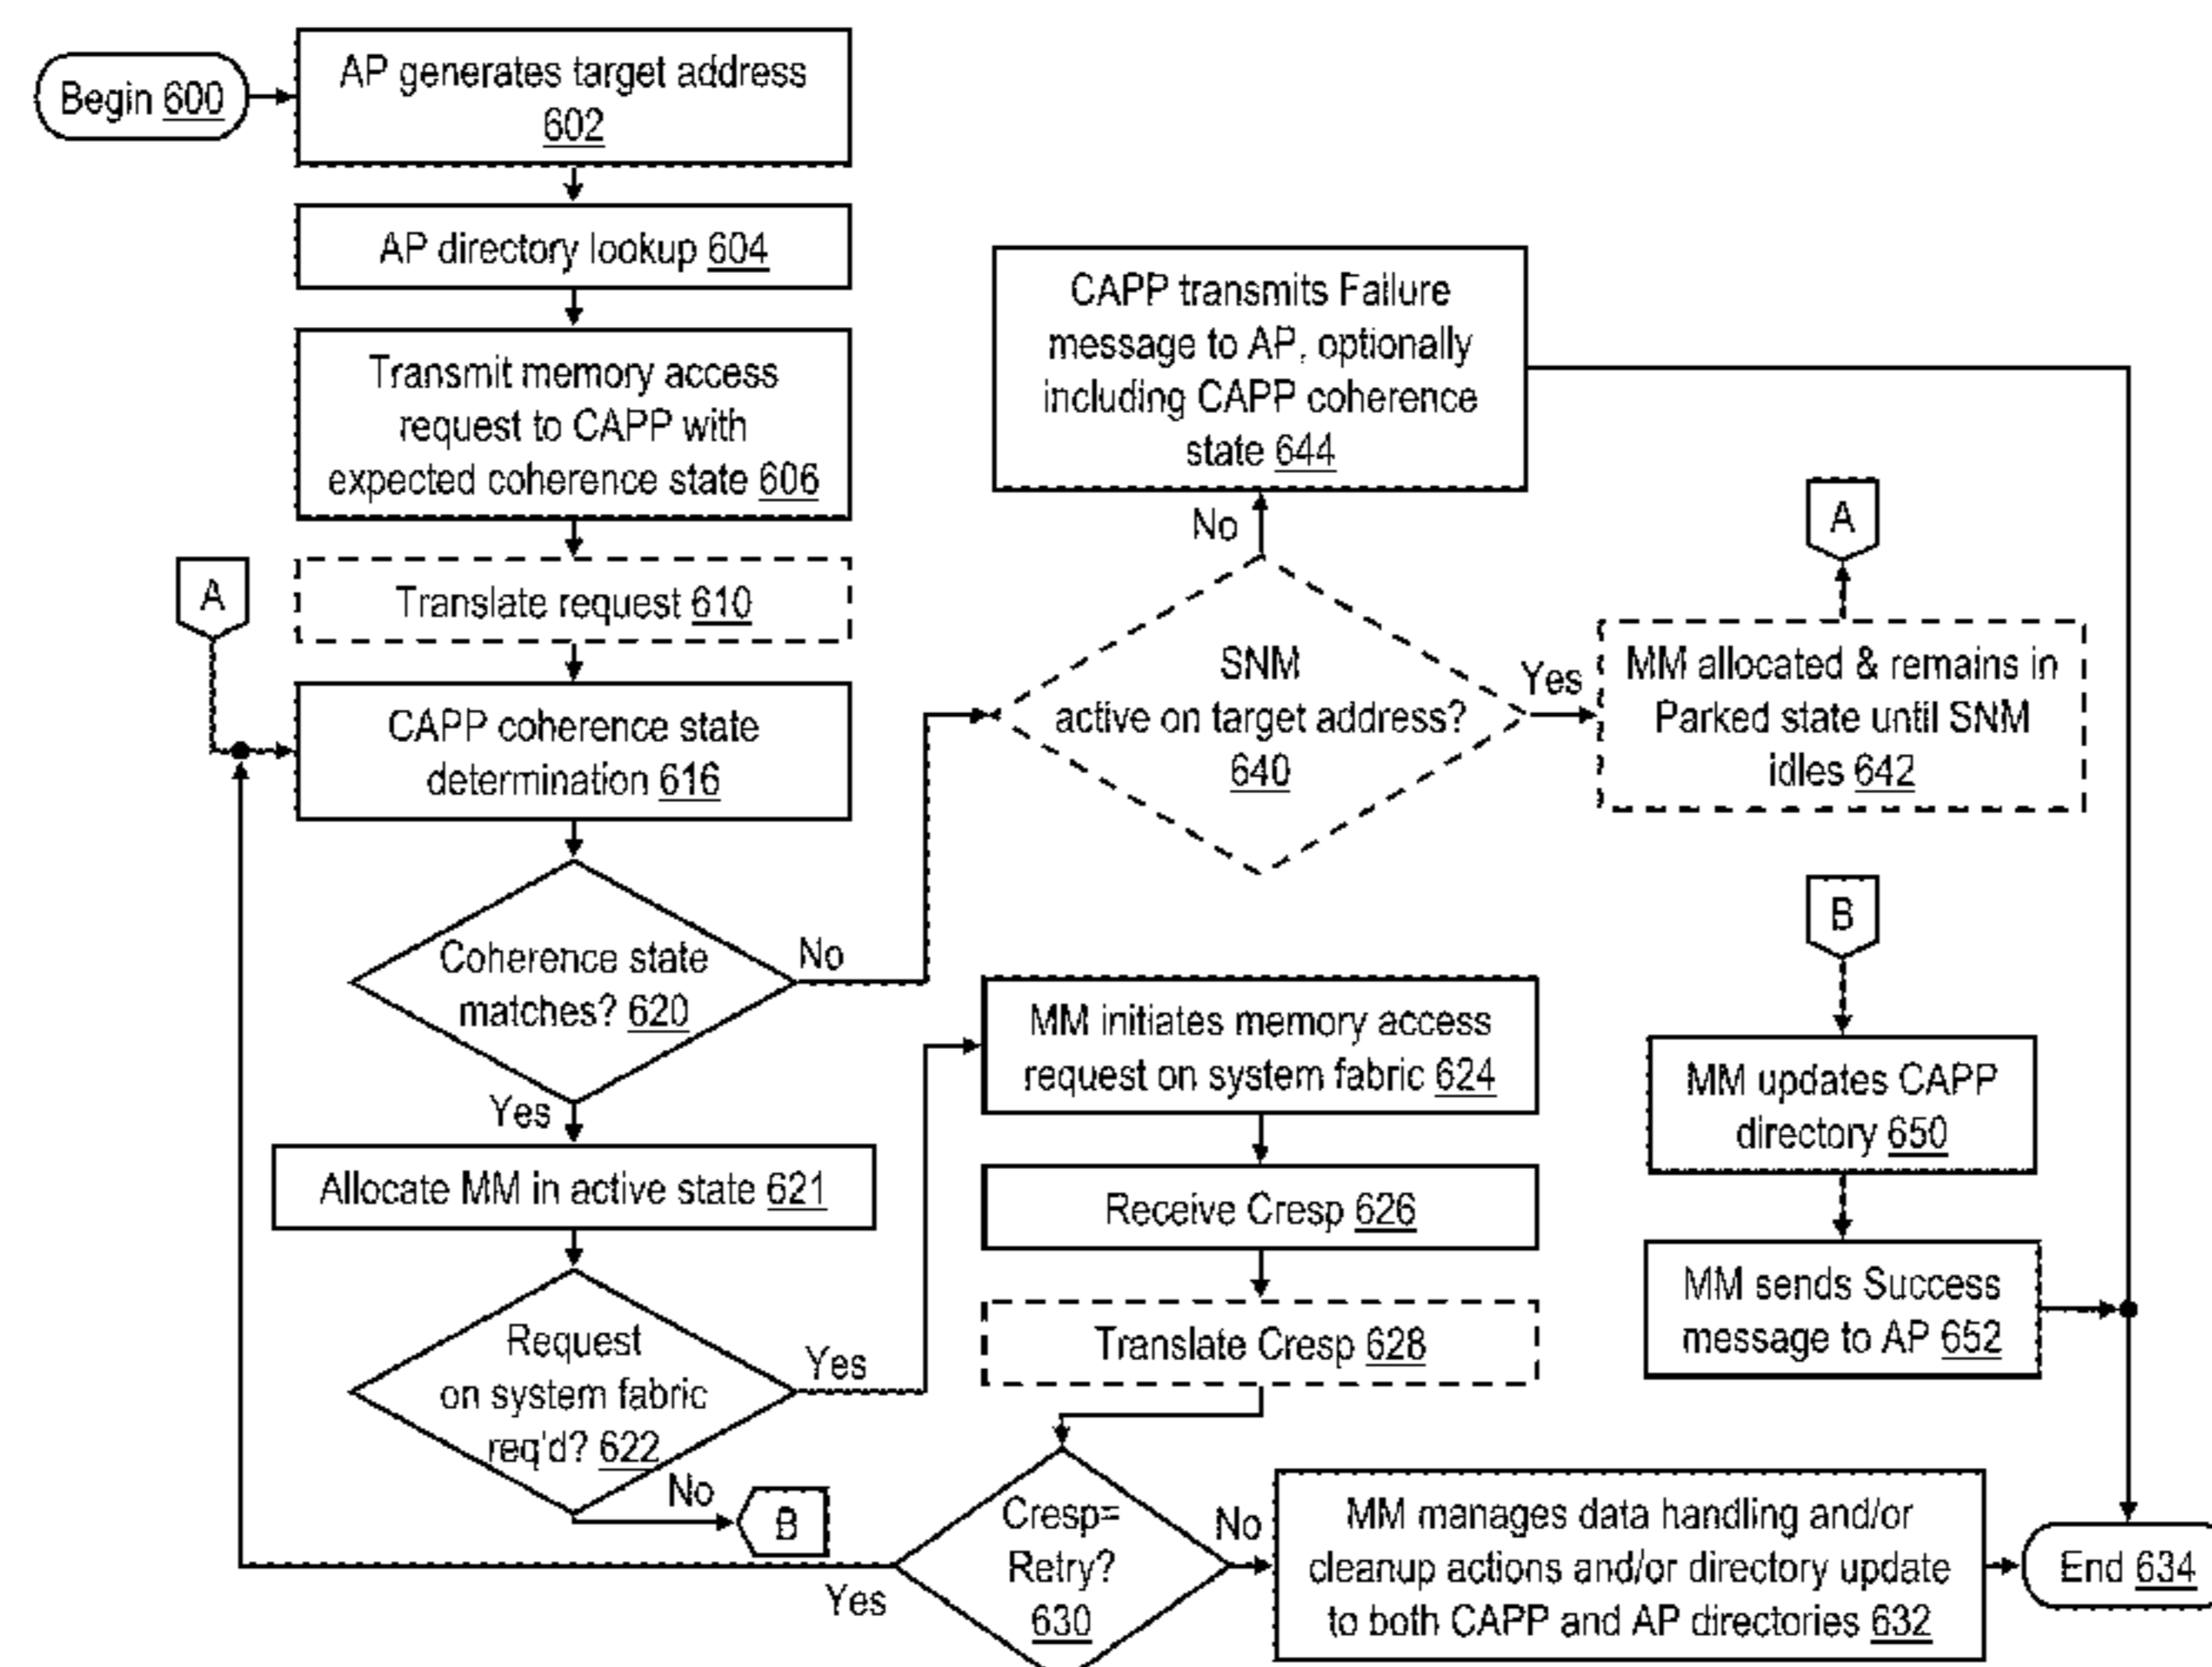 Begin 600
AP generates target address
602
AP directory lookup 604
Transmit memory access
request to CAPP with
expected coherence state 606
A
Translate request 610
CAPP coherence state
determination 616
Coherence state
matches? 620
No
Yes
Allocate MM in active state 621
Request
on system fabric
req'd? 622
Yes
No
B
CAPP transmits Failure
message to AP, optionally
including CAPP coherence
state 644
No
SNM
active on target address?
640
Yes
A
MM allocated & remains in
Parked state until SNM
idles 642
MM initiates memory access
request on system fabric 624
Receive Cresp 626
Translate Cresp 628
Cresp=
Retry?
630
Yes
No
B
MM updates CAPP
directory 650
MM sends Success
message to AP 652
MM manages data handling and/or
cleanup actions and/or directory update
to both CAPP and AP directories 632
End 634